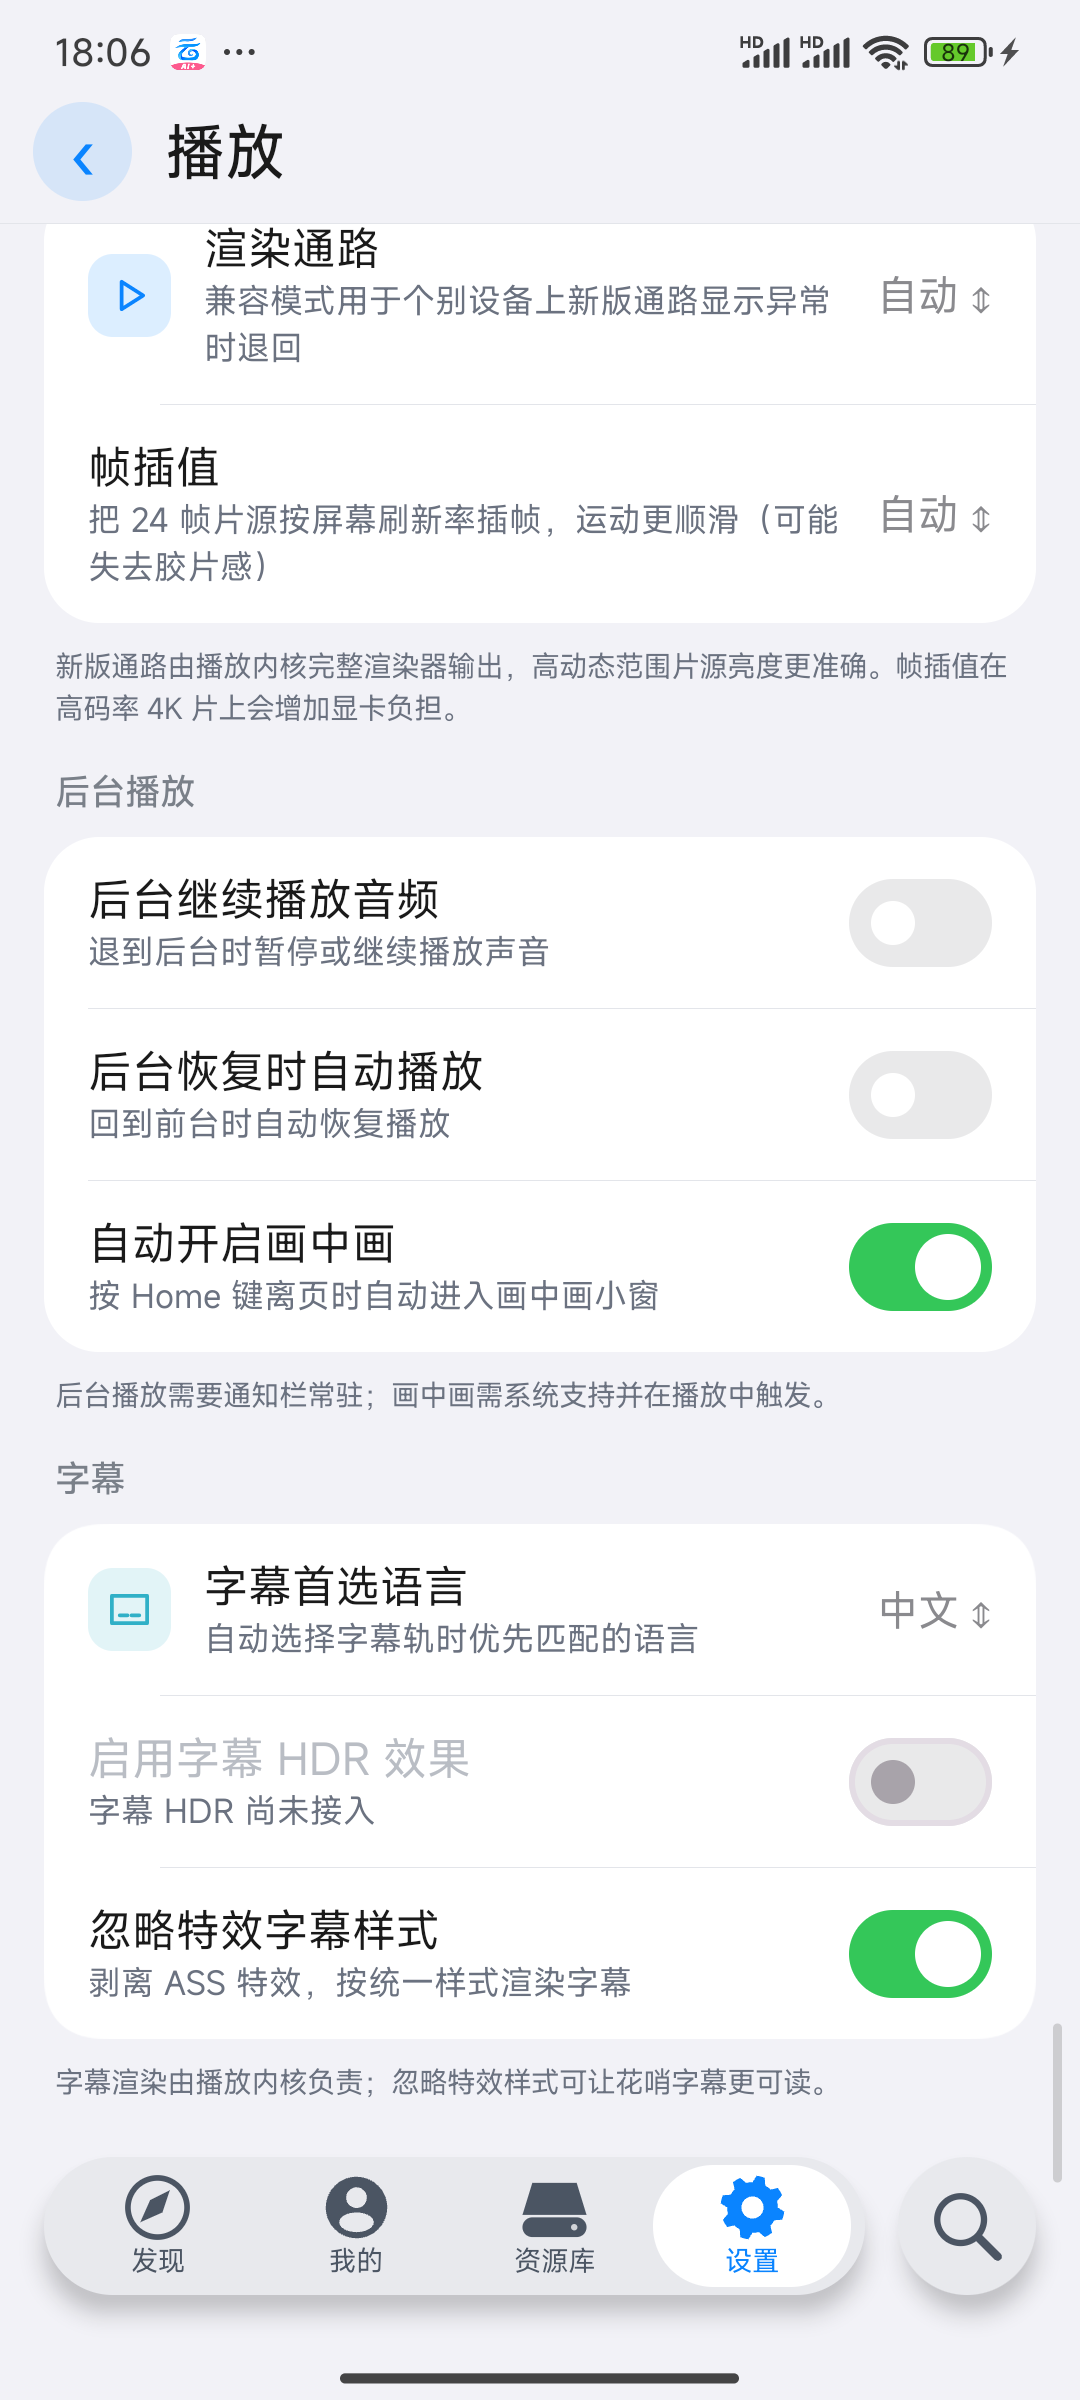 18:06
HD HD 89
播放
渲染通路
兼容模式用于个别设备上新版通路显示异常
时退回
自动
帧插值
把 24 帧片源按屏幕刷新率插帧，运动更顺滑（可能
失去胶片感）
自动
新版通路由播放内核完整渲染器输出，高动态范围片源亮度更准确。帧插值在
高码率 4K 片上会增加显卡负担。
后台播放
后台继续播放音频
退到后台时暂停或继续播放声音
后台恢复时自动播放
回到前台时自动恢复播放
自动开启画中画
按 Home 键离页时自动进入画中画小窗
后台播放需要通知栏常驻；画中画需系统支持并在播放中触发。
字幕
字幕首选语言
自动选择字幕轨时优先匹配的语言
中文
启用字幕 HDR 效果
字幕 HDR 尚未接入
忽略特效字幕样式
剥离 ASS 特效，按统一样式渲染字幕
字幕渲染由播放内核负责；忽略特效样式可让花哨字幕更可读。
发现
我的
资源库
设置